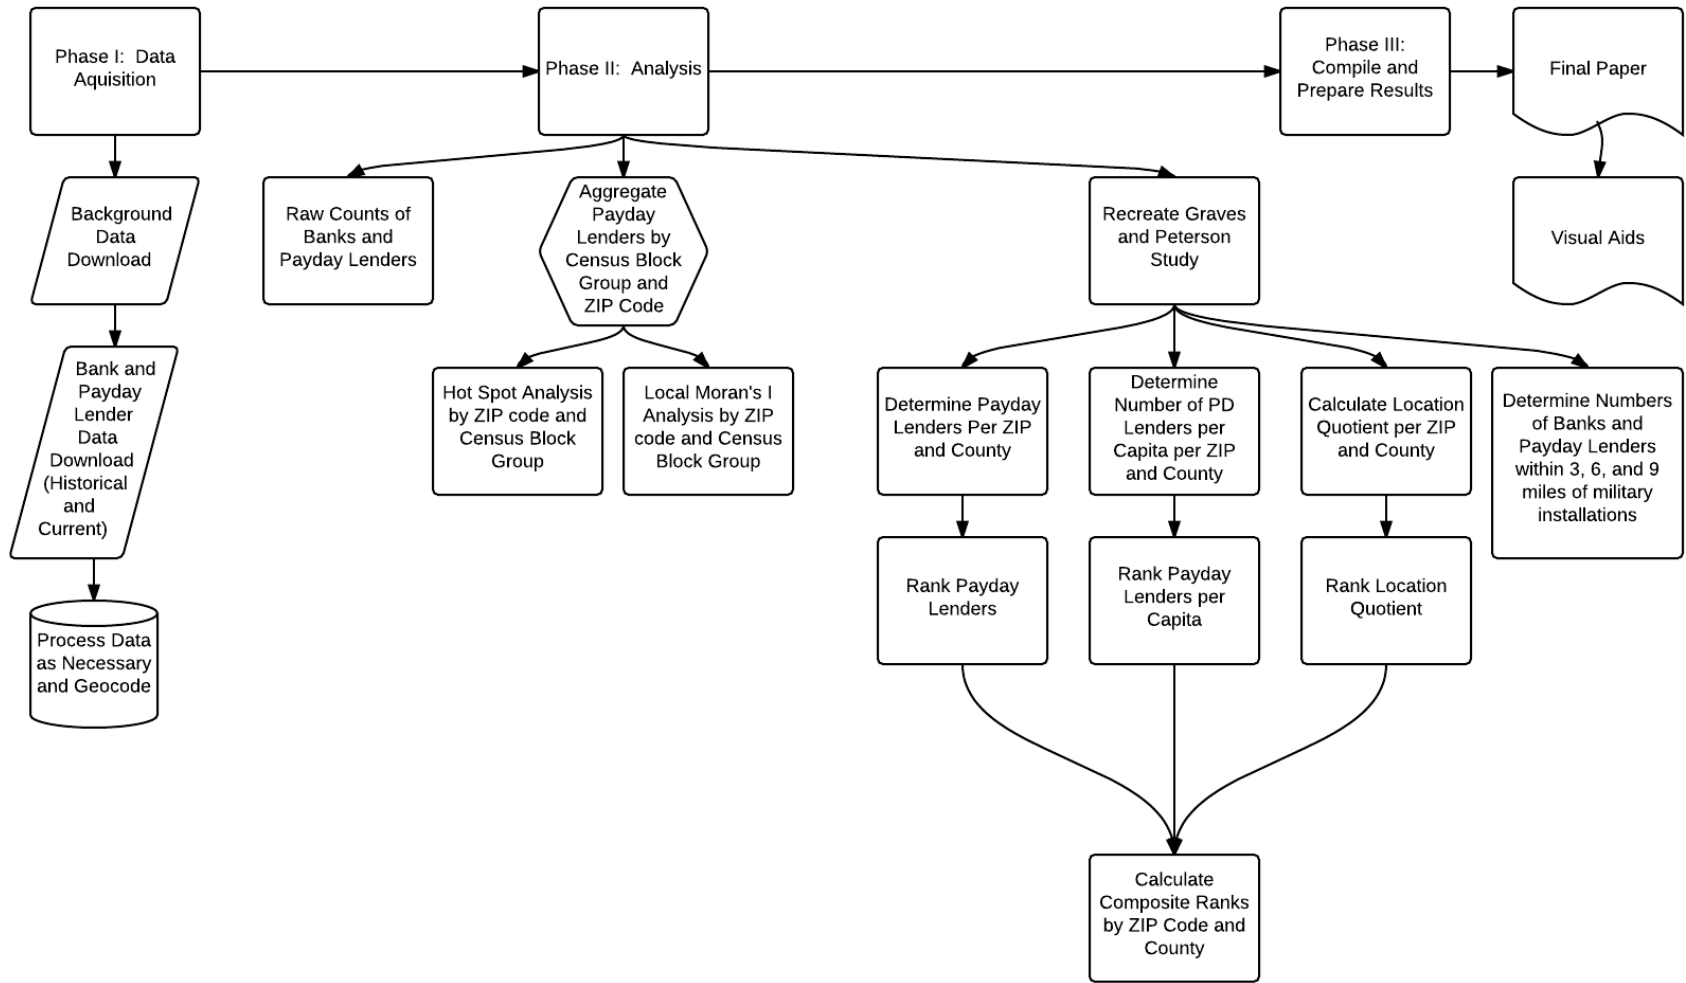 Phase I:  Data
Aquisition
Phase II:  Analysis
Phase III:
Compile and
Prepare Results
Final Paper
Background
Data
Download
Raw Counts of
Banks and
Payday Lenders
Aggregate
Payday
Lenders by
Census Block
Group and
ZIP Code
Recreate Graves
and Peterson
Study
Visual Aids
Bank and
Payday
Lender
Data
Download
(Historical
and
Current)
Hot Spot Analysis
by ZIP code and
Census Block
Group
Local Moran's I
Analysis by ZIP
code and Census
Block Group
Determine Payday
Lenders Per ZIP
and County
Determine
Number of PD
Lenders per
Capita per ZIP
and County
Calculate Location
Quotient per ZIP
and County
Determine Numbers
of Banks and
Payday Lenders
within 3, 6, and 9
miles of military
installations
Process Data
as Necessary
and Geocode
Rank Payday
Lenders
Rank Payday
Lenders per
Capita
Rank Location
Quotient
Calculate
Composite Ranks
by ZIP Code and
County